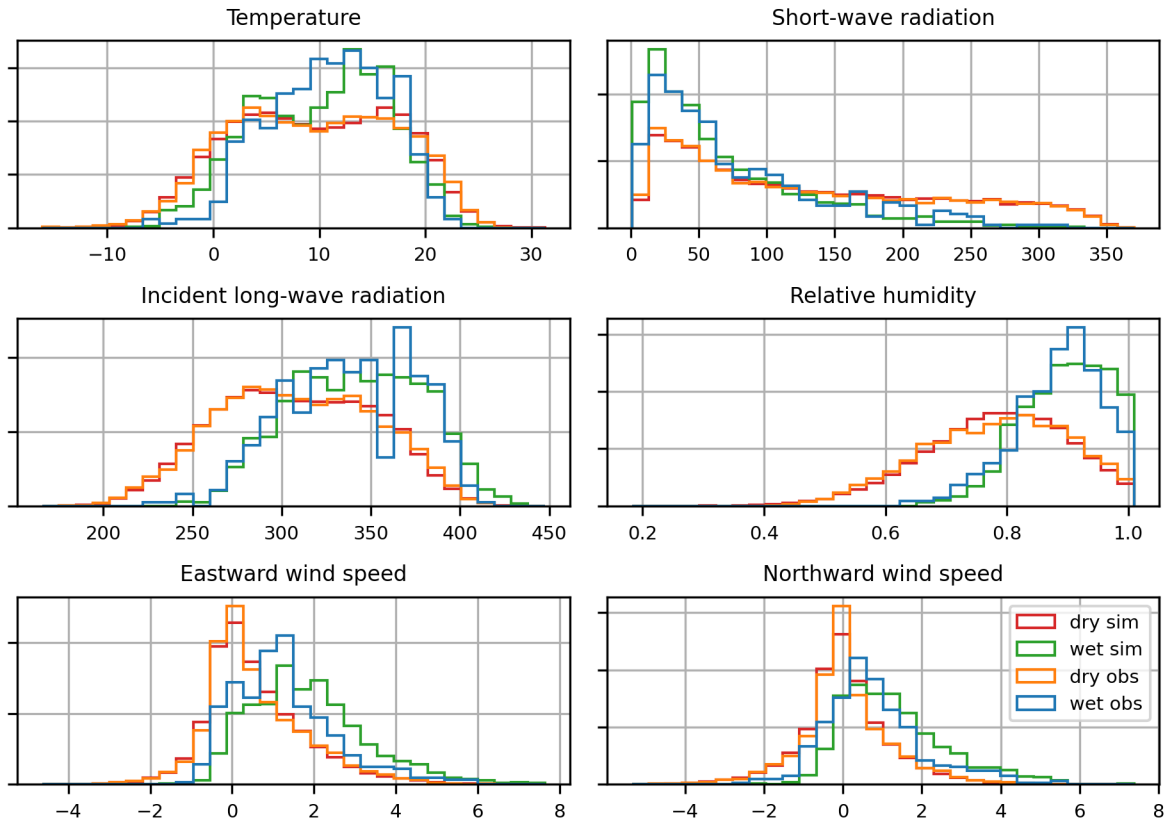 Temperature
Short-wave radiation
−10 0 10 20 30
0 50 100 150 200 250 300 350
Incident long-wave radiation
Relative humidity
200 250 300 350 400 450
0.2 0.4 0.6 0.8 1.0
Eastward wind speed
Northward wind speed
dry sim
wet sim
dry obs
wet obs
−4 −2 0 2 4 6 8
−4 −2 0 2 4 6 8